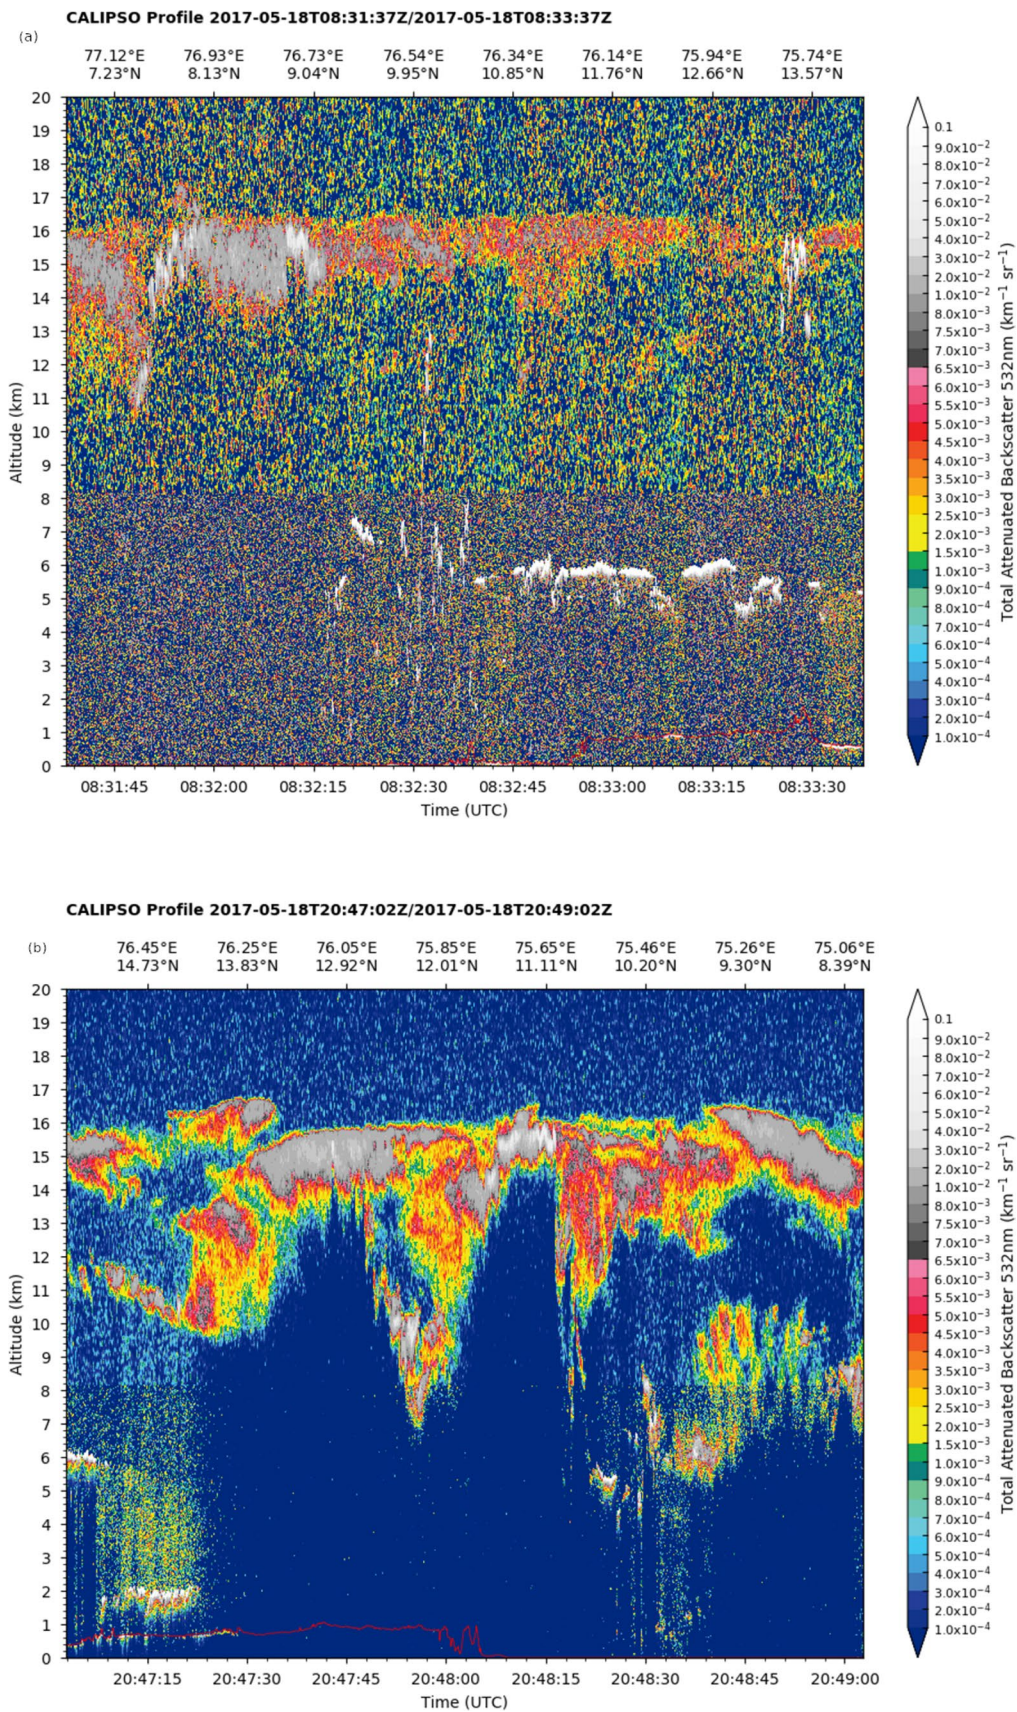 CALIPSO Profile 2017-05-18T08:31:37Z/2017-05-18T08:33:37Z
(a)
77.12°E 76.93°E 76.73°E 76.54°E 76.34°E 76.14°E 75.94°E 75.74°E
7.23°N 8.13°N 9.04°N 9.95°N 10.85°N 11.76°N 12.66°N 13.57°N
20
19
18
17
16
15
14
13
12
11
10
9
8
7
6
5
4
3
2
1
0
Altitude (km)
08:31:45 08:32:00 08:32:15 08:32:30 08:32:45 08:33:00 08:33:15 08:33:30
Time (UTC)
0.1
9.0x10⁻²
8.0x10⁻²
7.0x10⁻²
6.0x10⁻²
5.0x10⁻²
4.0x10⁻²
3.0x10⁻²
2.0x10⁻²
1.0x10⁻²
8.0x10⁻³
7.5x10⁻³
7.0x10⁻³
6.5x10⁻³
6.0x10⁻³
5.5x10⁻³
5.0x10⁻³
4.5x10⁻³
4.0x10⁻³
3.5x10⁻³
3.0x10⁻³
2.5x10⁻³
2.0x10⁻³
1.5x10⁻³
1.0x10⁻³
9.0x10⁻⁴
8.0x10⁻⁴
7.0x10⁻⁴
6.0x10⁻⁴
5.0x10⁻⁴
4.0x10⁻⁴
3.0x10⁻⁴
2.0x10⁻⁴
1.0x10⁻⁴
Total Attenuated Backscatter 532nm (km⁻¹ sr⁻¹)
CALIPSO Profile 2017-05-18T20:47:02Z/2017-05-18T20:49:02Z
(b)
76.45°E 76.25°E 76.05°E 75.85°E 75.65°E 75.46°E 75.26°E 75.06°E
14.73°N 13.83°N 12.92°N 12.01°N 11.11°N 10.20°N 9.30°N 8.39°N
20
19
18
17
16
15
14
13
12
11
10
9
8
7
6
5
4
3
2
1
0
Altitude (km)
20:47:15 20:47:30 20:47:45 20:48:00 20:48:15 20:48:30 20:48:45 20:49:00
Time (UTC)
0.1
9.0x10⁻²
8.0x10⁻²
7.0x10⁻²
6.0x10⁻²
5.0x10⁻²
4.0x10⁻²
3.0x10⁻²
2.0x10⁻²
1.0x10⁻²
8.0x10⁻³
7.5x10⁻³
7.0x10⁻³
6.5x10⁻³
6.0x10⁻³
5.5x10⁻³
5.0x10⁻³
4.5x10⁻³
4.0x10⁻³
3.5x10⁻³
3.0x10⁻³
2.5x10⁻³
2.0x10⁻³
1.5x10⁻³
1.0x10⁻³
9.0x10⁻⁴
8.0x10⁻⁴
7.0x10⁻⁴
6.0x10⁻⁴
5.0x10⁻⁴
4.0x10⁻⁴
3.0x10⁻⁴
2.0x10⁻⁴
1.0x10⁻⁴
Total Attenuated Backscatter 532nm (km⁻¹ sr⁻¹)